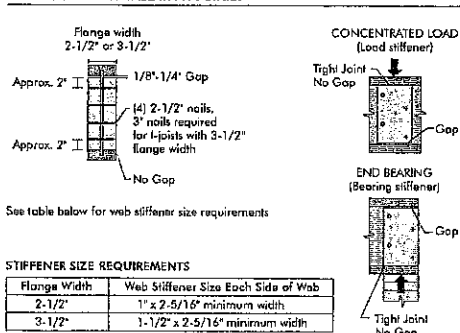 Flange width
2-1/2" or 3-1/2"
Approx. 2"
1/8"-1/4" Gap
(4) 2-1/2" nails,
3" nails required
for I-joists with 3-1/2"
flange width
Approx. 2"
No Gap
See table below for web stiffener size requirements
CONCENTRATED LOAD
(Load stiffener)
Tight Joint
No Gap
Gap
END BEARING
(Bearing stiffener)
Gap
Tight Joint
No Gap
STIFFENER SIZE REQUIREMENTS
Flange Width Web Stiffener Size Each Side of Web
2-1/2" 1" x 2-5/16" minimum width
3-1/2" 1-1/2" x 2-5/16" minimum width